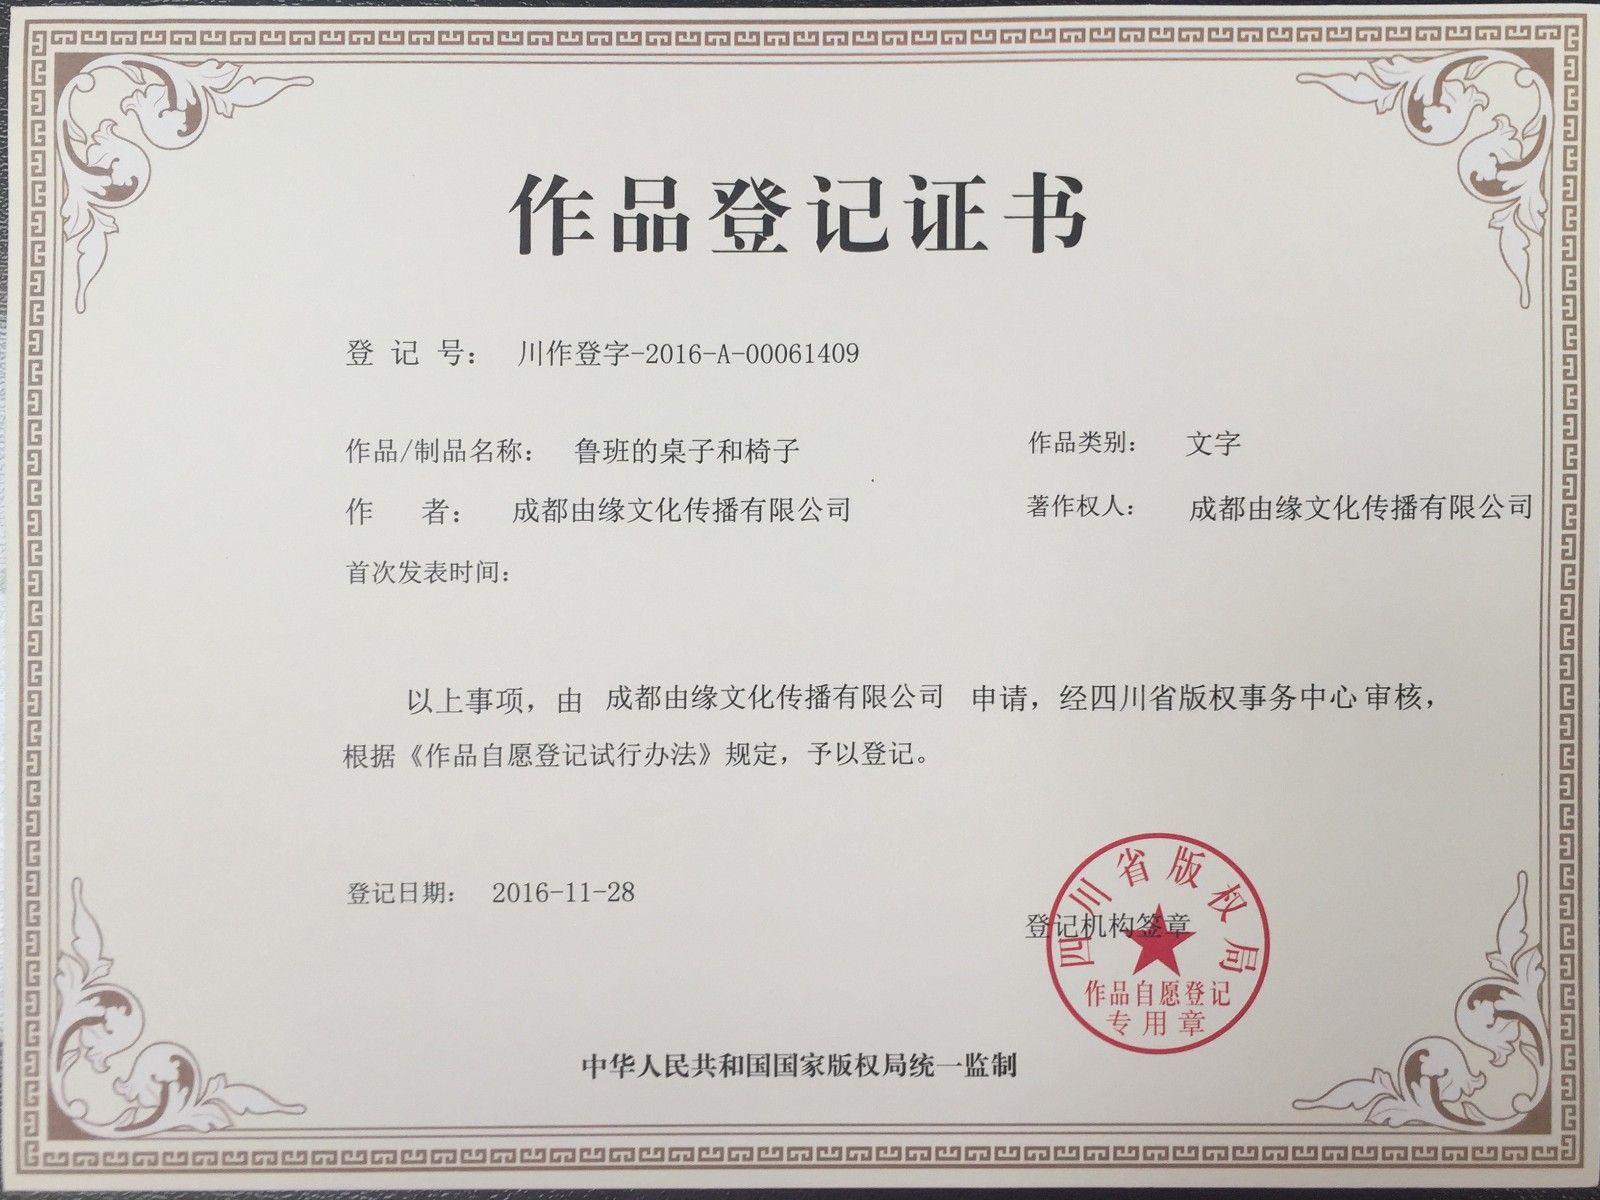 作品登记证书
登 记 号： 川作登字-2016-A-00061409
作品/制品名称： 鲁班的桌子和椅子 作品类别： 文字
作 者： 成都由缘文化传播有限公司 著作权人： 成都由缘文化传播有限公司
首次发表时间：
以上事项，由 成都由缘文化传播有限公司 申请，经四川省版权事务中心审核，
根据《作品自愿登记试行办法》规定，予以登记。
登记日期： 2016-11-28
登记机构签章
四川省版权局
作品自愿登记
专用章
中华人民共和国国家版权局统一监制